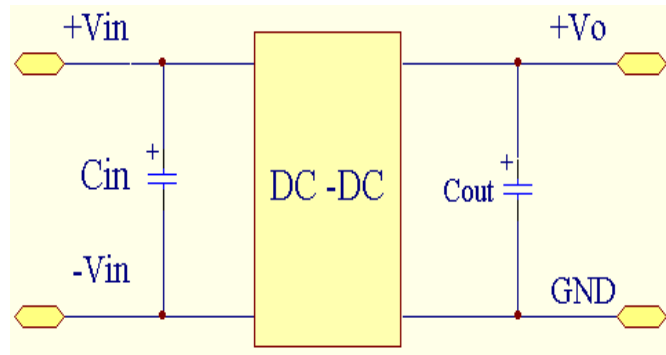 +Vin
+Vo
+
+
Cin
DC -DC
Cout
-Vin
GND